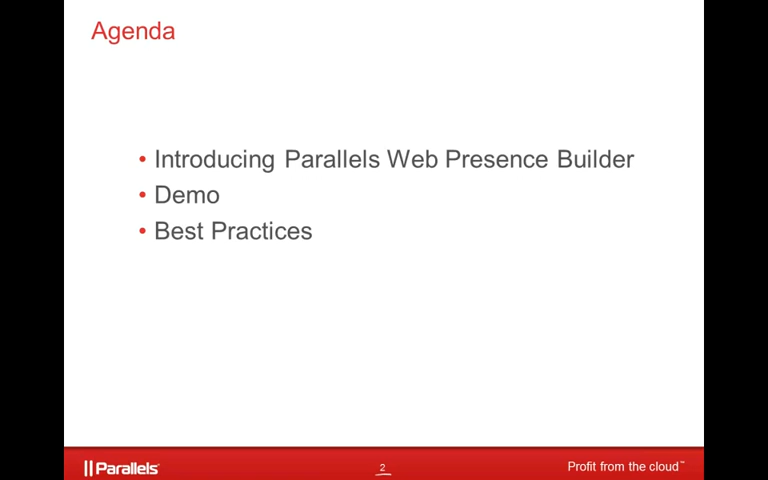 Agenda
• Introducing Parallels Web Presence Builder
• Demo
• Best Practices
Parallels
2
Profit from the cloud™